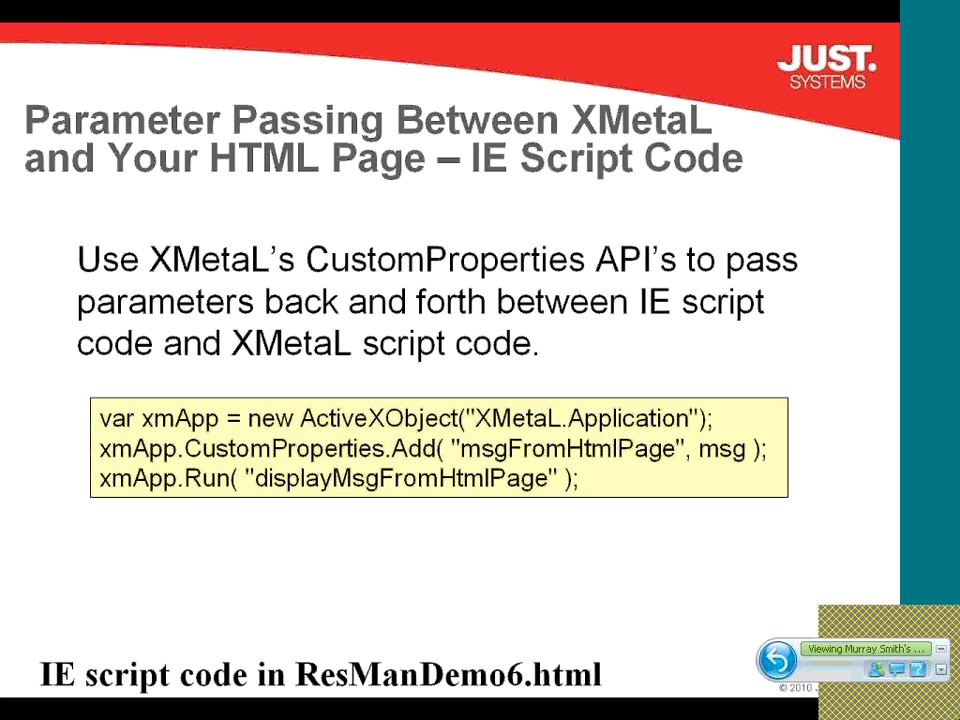 JUST.
SYSTEMS
Parameter Passing Between XMetaL
and Your HTML Page – IE Script Code
Use XMetaL's CustomProperties API's to pass
parameters back and forth between IE script
code and XMetaL script code.
var xmApp = new ActiveXObject("XMetaL.Application");
xmApp.CustomProperties.Add( "msgFromHtmlPage", msg );
xmApp.Run( "displayMsgFromHtmlPage" );
Viewing Murray Smith's ...
IE script code in ResManDemo6.html
© 2010